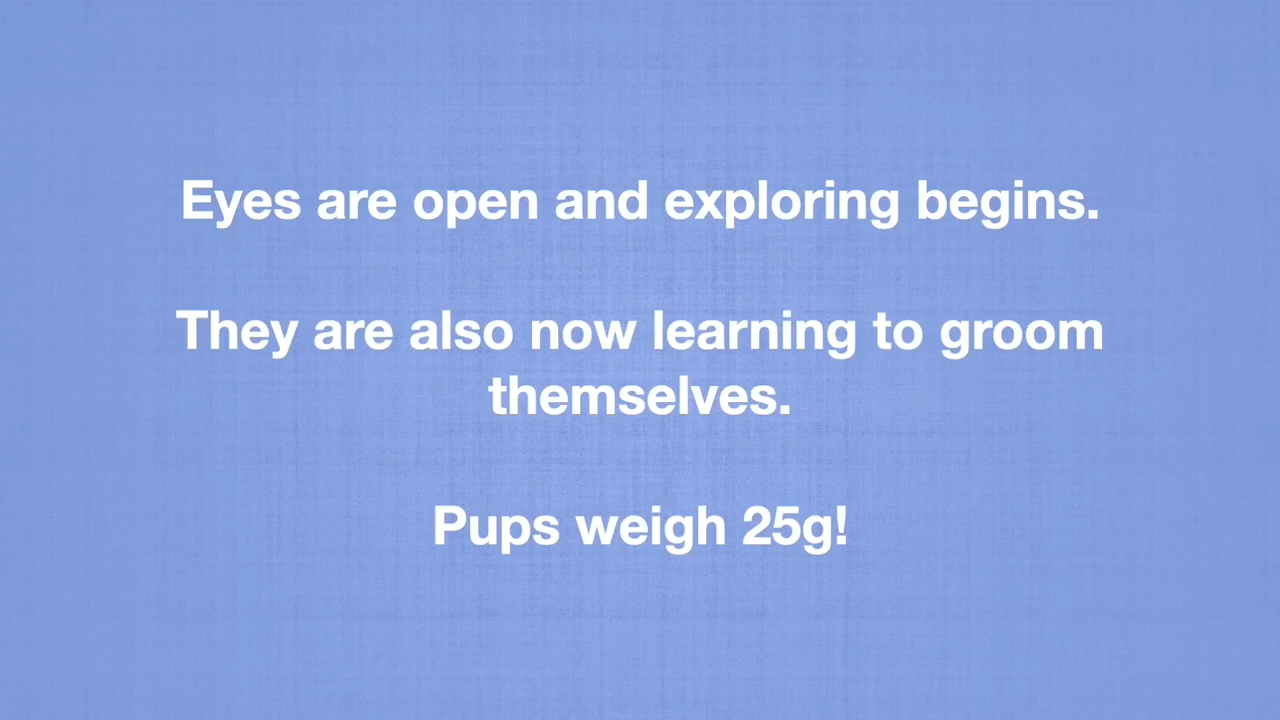 Eyes are open and exploring begins.
They are also now learning to groom
themselves.
Pups weigh 25g!